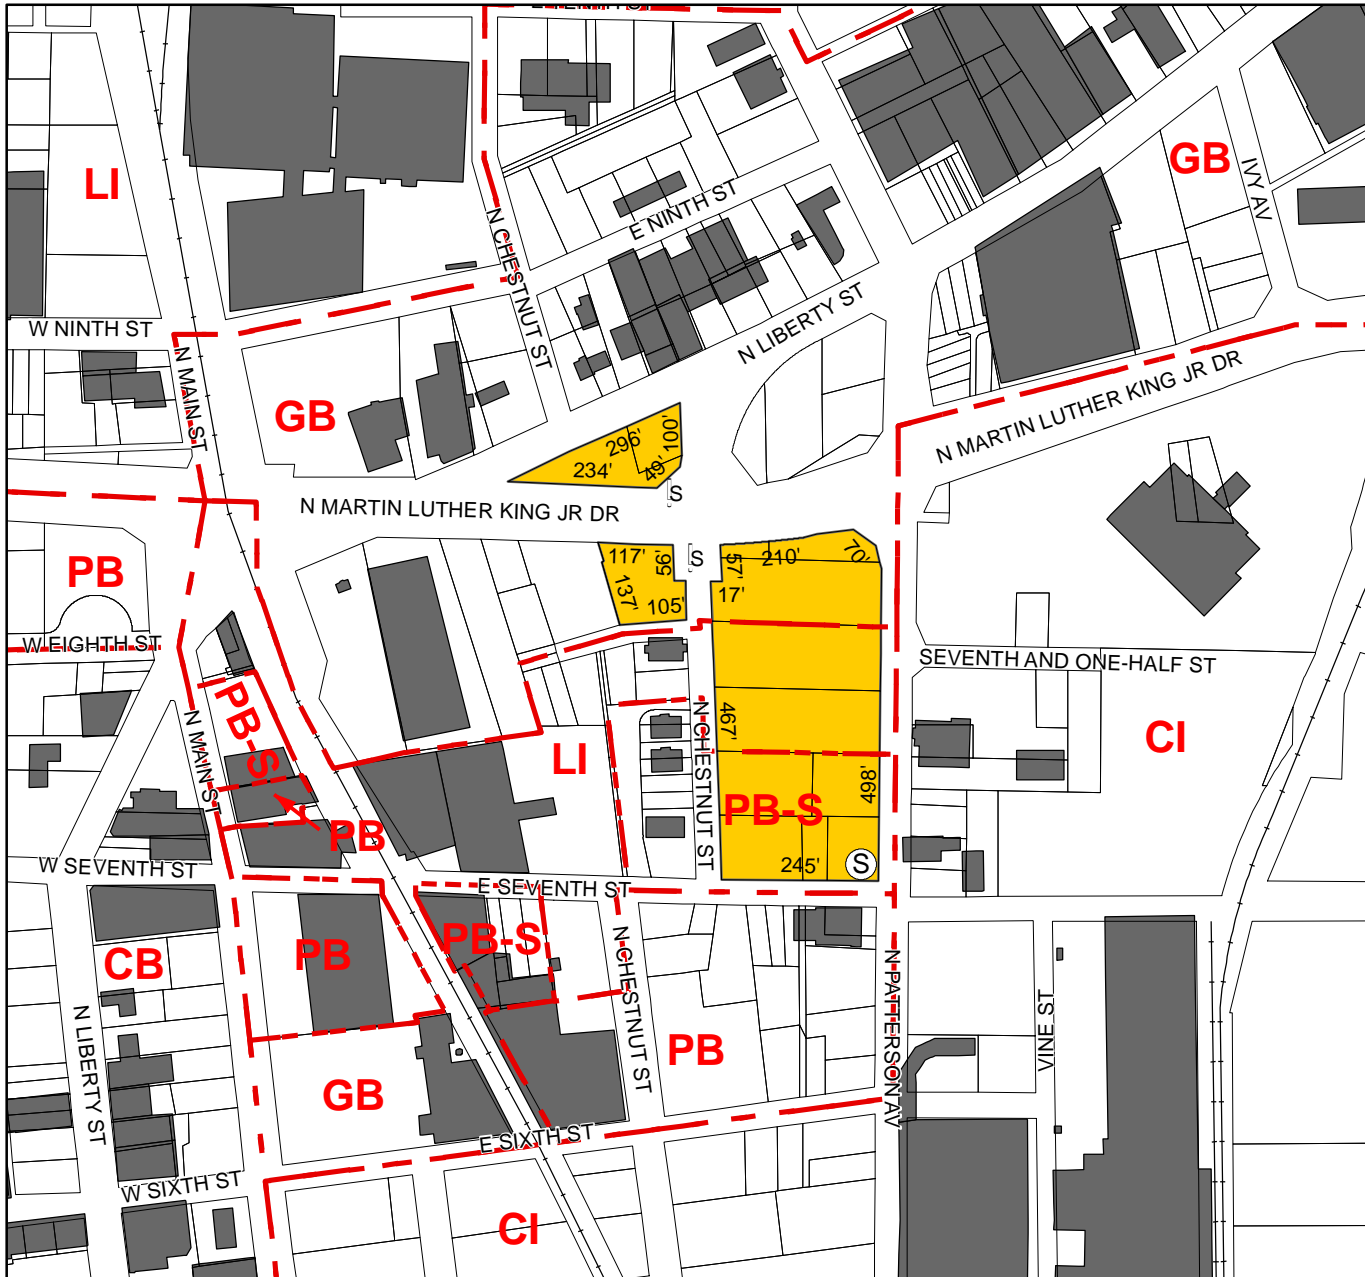 E TENTH ST
LI
GB
IVY AV
N CHESTNUT ST
E NINTH ST
W NINTH ST
N MAIN ST
N LIBERTY ST
N MARTIN LUTHER KING JR DR
GB
100'
296'
234'
49'
S
N MARTIN LUTHER KING JR DR
PB
117'
56'
S
57'
210'
70'
137'
105'
17'
W EIGHTH ST
SEVENTH AND ONE-HALF ST
PB-S
N MAIN ST
N CHESTNUT ST
467'
LI
CI
498'
PB-S
PB
W SEVENTH ST
245'
S
E SEVENTH ST
CB
PB
PB-S
N CHESTNUT ST
N PATTERSON AV
VINE ST
N LIBERTY ST
PB
GB
E SIXTH ST
W SIXTH ST
CI